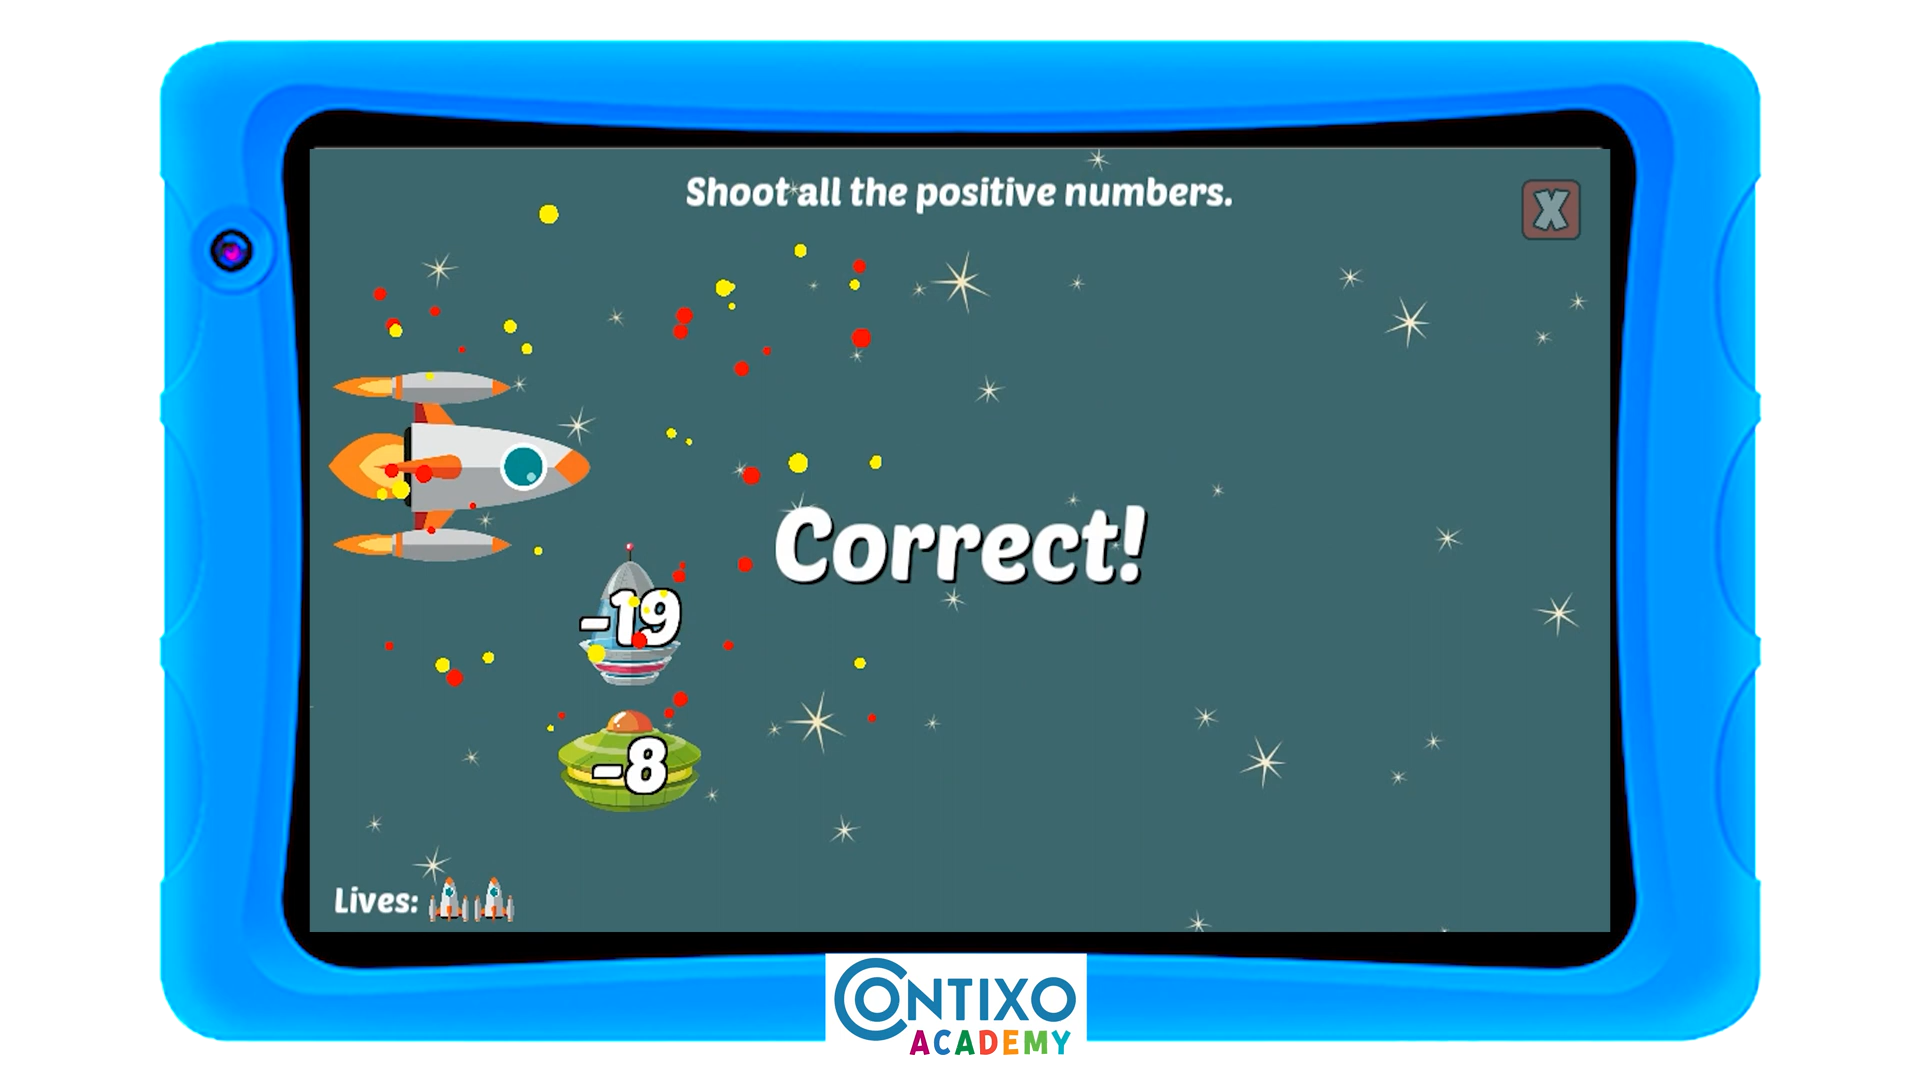 Shoot all the positive numbers.
X
Correct!
-19
-8
Lives:
CONTIXO
ACADEMY